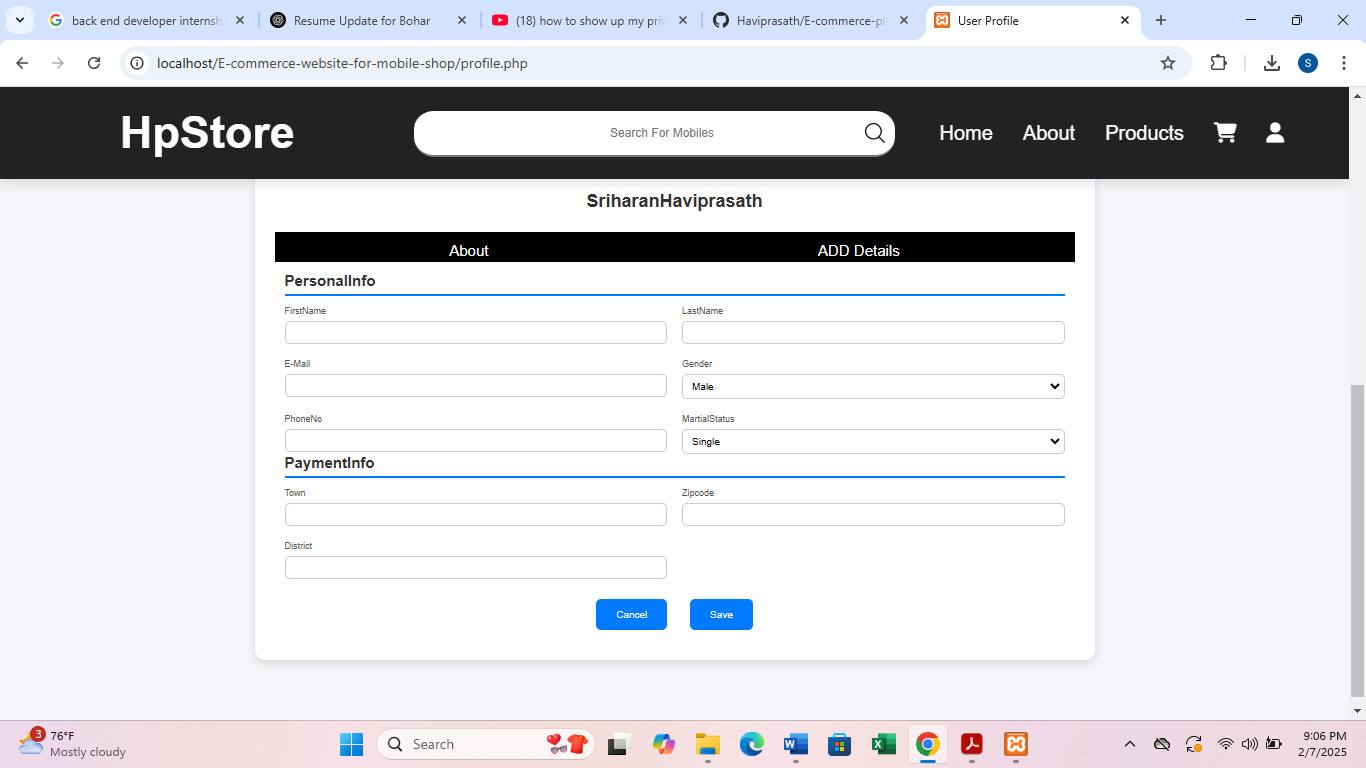 back end developer internsh
Resume Update for Bohar
(18) how to show up my priv
Haviprasath/E-commerce-pl
User Profile
localhost/E-commerce-website-for-mobile-shop/profile.php
S
HpStore
Search For Mobiles
Home About Products
SriharanHaviprasath
About ADD Details
PersonalInfo
FirstName LastName
E-Mail Gender
Male
PhoneNo MartialStatus
Single
PaymentInfo
Town Zipcode
District
Cancel Save
3
76°F
Mostly cloudy
Search
9:06 PM
2/7/2025